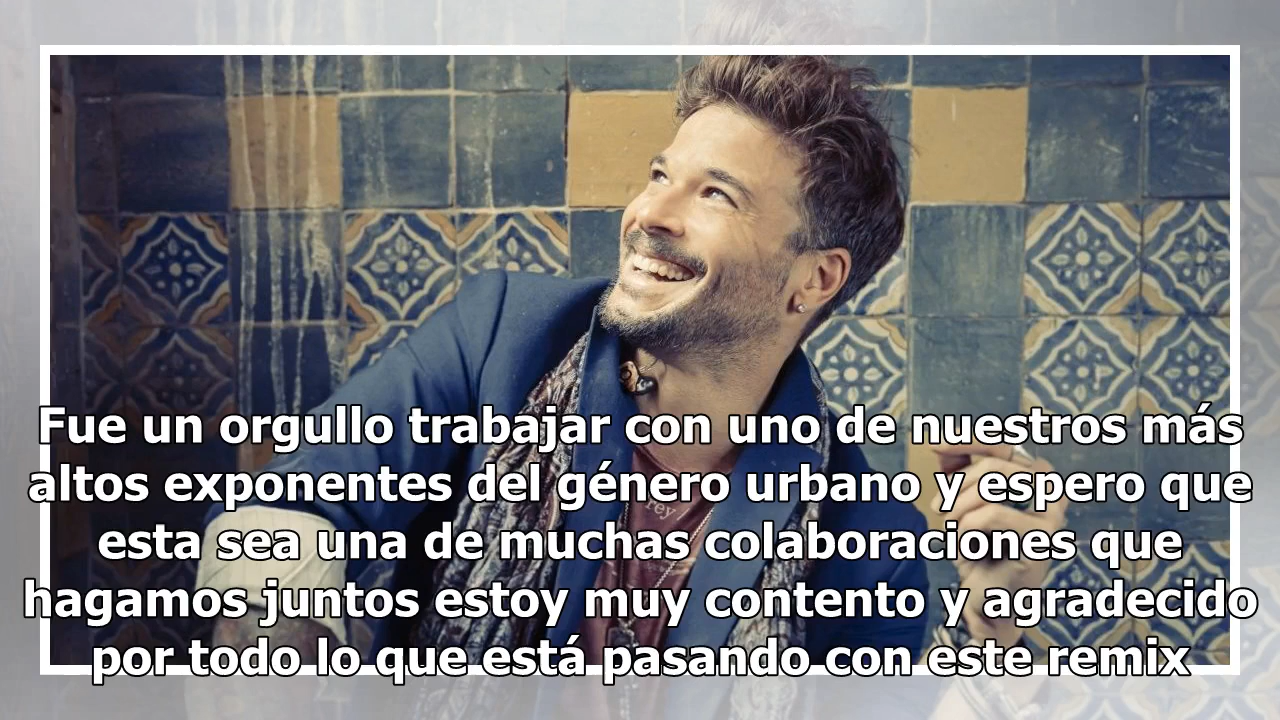 Fue un orgullo trabajar con uno de nuestros más
altos exponentes del género urbano y espero que
esta sea una de muchas colaboraciones que
hagamos juntos estoy muy contento y agradecido
por todo lo que está pasando con este remix